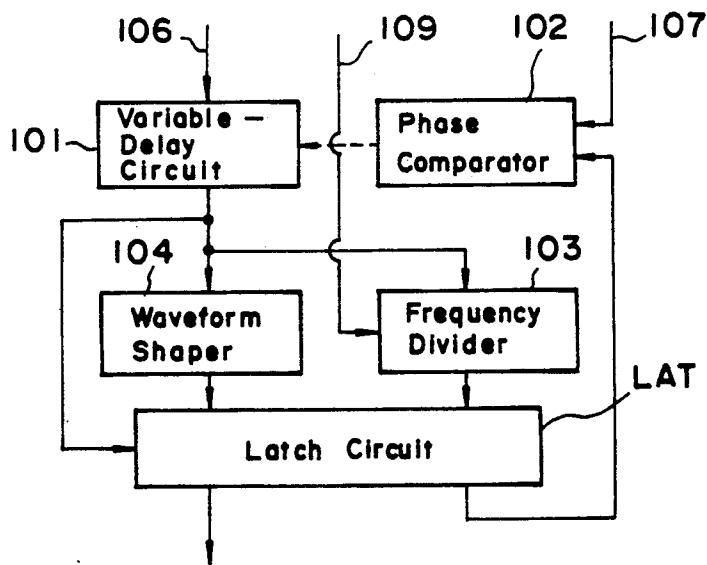 106
109
102
107
101
Variable –
Delay
Circuit
Phase
Comparator
104
103
Waveform
Shaper
Frequency
Divider
LAT
Latch Circuit